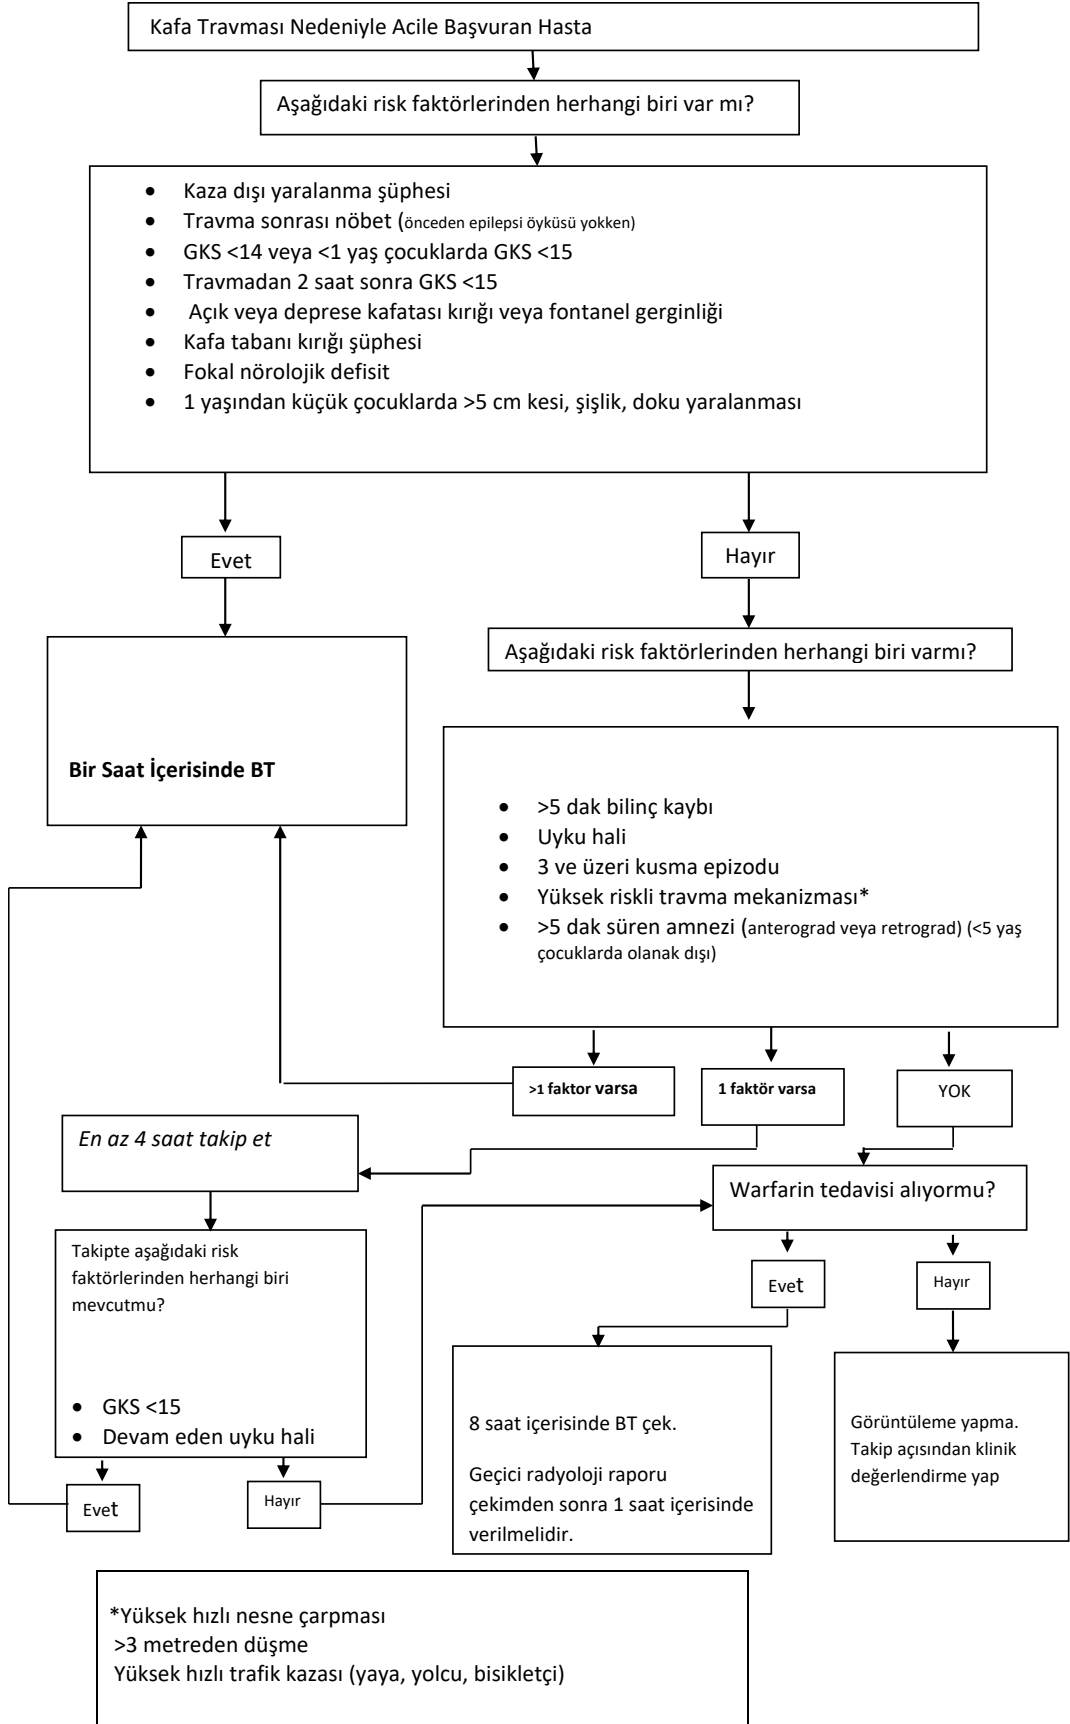 Kafa Travması Nedeniyle Acile Başvuran Hasta
Aşağıdaki risk faktörlerinden herhangi biri var mı?
• Kaza dışı yaralanma şüphesi
• Travma sonrası nöbet (önceden epilepsi öyküsü yokken)
• GKS <14 veya <1 yaş çocuklarda GKS <15
• Travmadan 2 saat sonra GKS <15
• Açık veya deprese kafatası kırığı veya fontanel gerginliği
• Kafa tabanı kırığı şüphesi
• Fokal nörolojik defisit
• 1 yaşından küçük çocuklarda >5 cm kesi, şişlik, doku yaralanması
Evet
Hayır
Bir Saat İçerisinde BT
Aşağıdaki risk faktörlerinden herhangi biri varmı?
• >5 dak bilinç kaybı
• Uyku hali
• 3 ve üzeri kusma epizodu
• Yüksek riskli travma mekanizması*
• >5 dak süren amnezi (anterograd veya retrograd) (<5 yaş
çocuklarda olanak dışı)
>1 faktor varsa
1 faktör varsa
YOK
En az 4 saat takip et
Warfarin tedavisi alıyormu?
Takipte aşağıdaki risk
faktörlerinden herhangi biri
mevcutmu?
• GKS <15
• Devam eden uyku hali
Evet
Hayır
Evet
Hayır
8 saat içerisinde BT çek.
Geçici radyoloji raporu
çekimden sonra 1 saat içerisinde
verilmelidir.
Görüntüleme yapma.
Takip açısından klinik
değerlendirme yap
*Yüksek hızlı nesne çarpması
>3 metreden düşme
Yüksek hızlı trafik kazası (yaya, yolcu, bisikletçi)